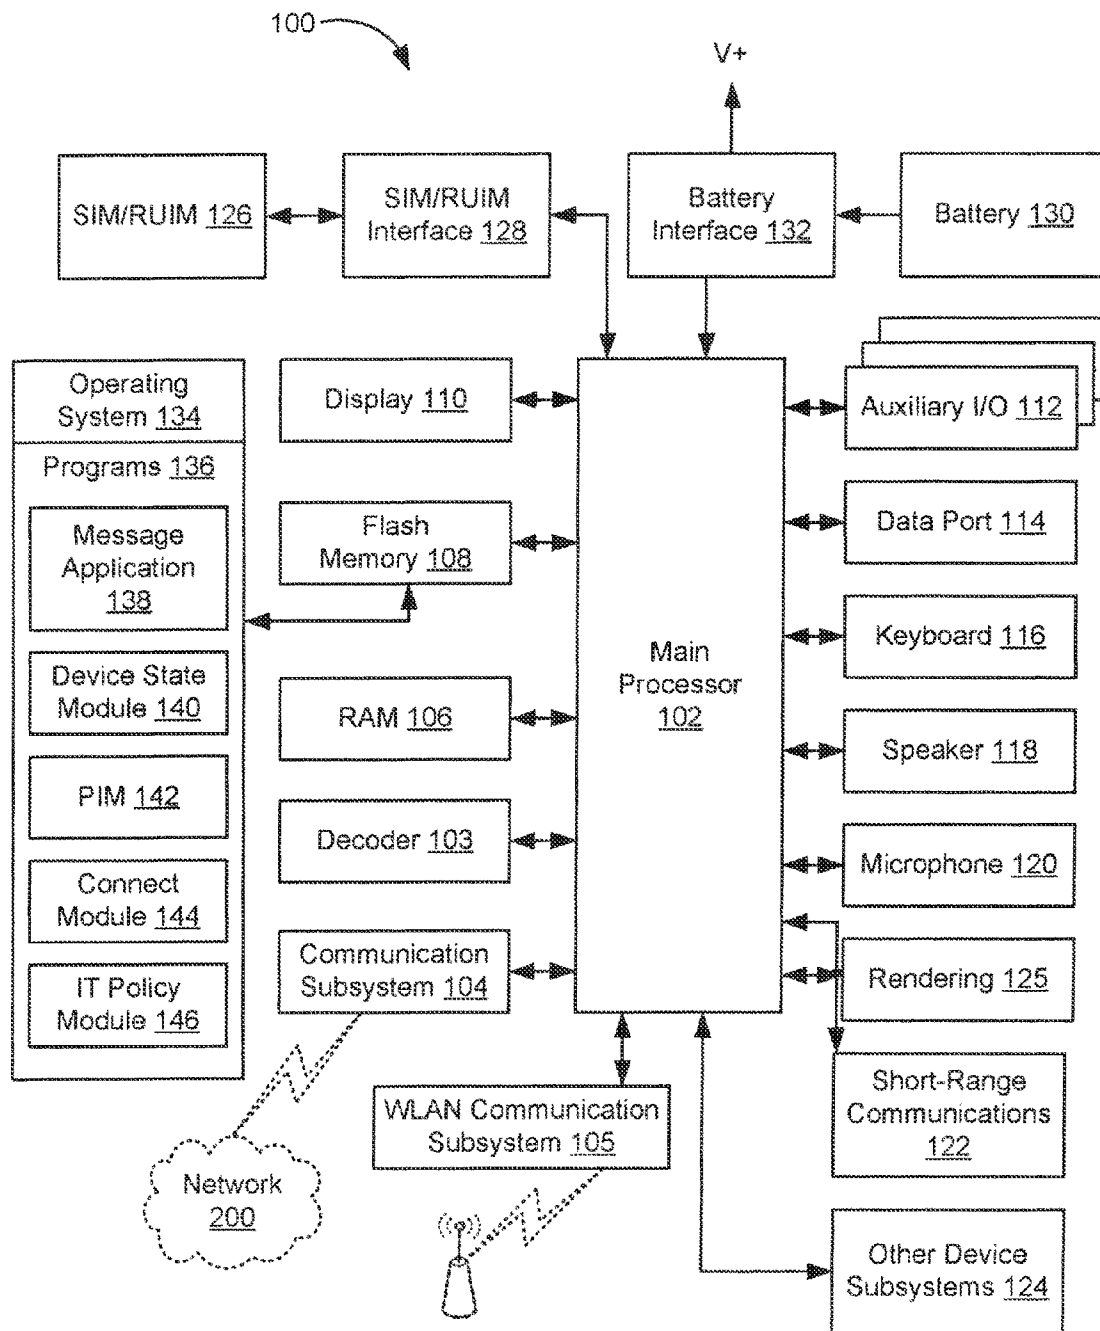 100
V+
SIM/RUIM 126
SIM/RUIM
Interface 128
Battery
Interface 132
Battery 130
Operating
System 134
Programs 136
Message
Application
138
Device State
Module 140
PIM 142
Connect
Module 144
IT Policy
Module 146
Display 110
Flash
Memory 108
RAM 106
Decoder 103
Communication
Subsystem 104
Main
Processor
102
Auxiliary I/O 112
Data Port 114
Keyboard 116
Speaker 118
Microphone 120
Rendering 125
Short-Range
Communications
122
WLAN Communication
Subsystem 105
Network
200
Other Device
Subsystems 124